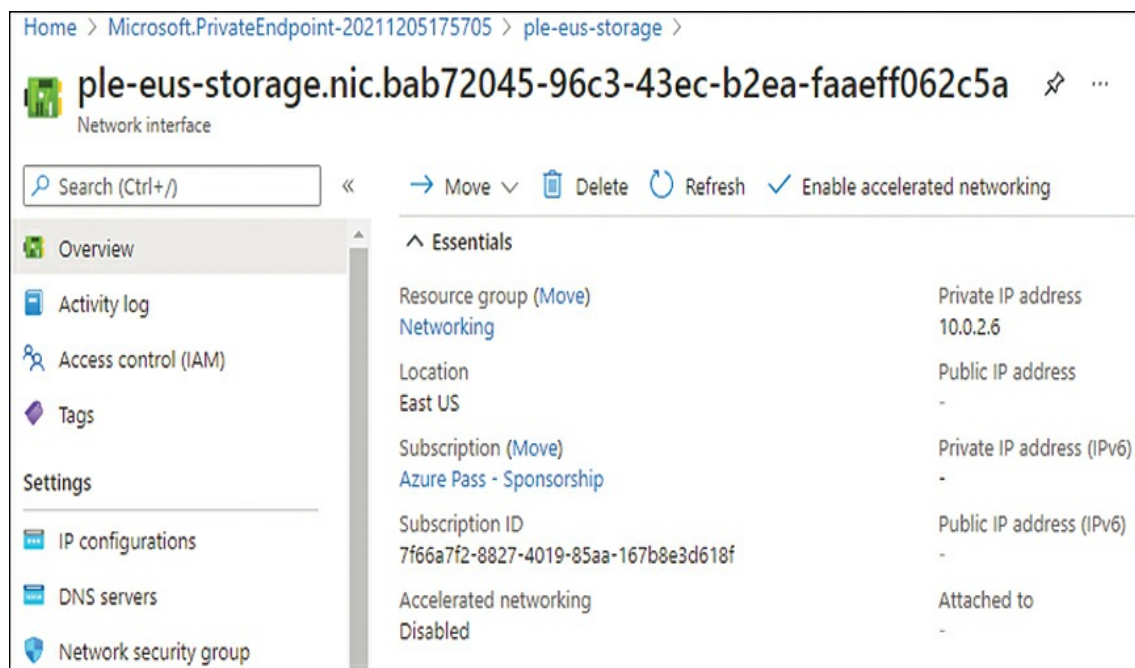 Home > Microsoft.PrivateEndpoint-20211205175705 > ple-eus-storage >
ple-eus-storage.nic.bab72045-96c3-43ec-b2ea-faaeff062c5a ...
Network interface
Search (Ctrl+/)
«
Move
Delete
Refresh
Enable accelerated networking
Overview
Activity log
Access control (IAM)
Tags
Settings
IP configurations
DNS servers
Network security group
Essentials
Resource group (Move)
Networking
Location
East US
Subscription (Move)
Azure Pass - Sponsorship
Subscription ID
7f66a7f2-8827-4019-85aa-167b8e3d618f
Accelerated networking
Disabled
Private IP address
10.0.2.6
Public IP address
-
Private IP address (IPv6)
-
Public IP address (IPv6)
-
Attached to
-